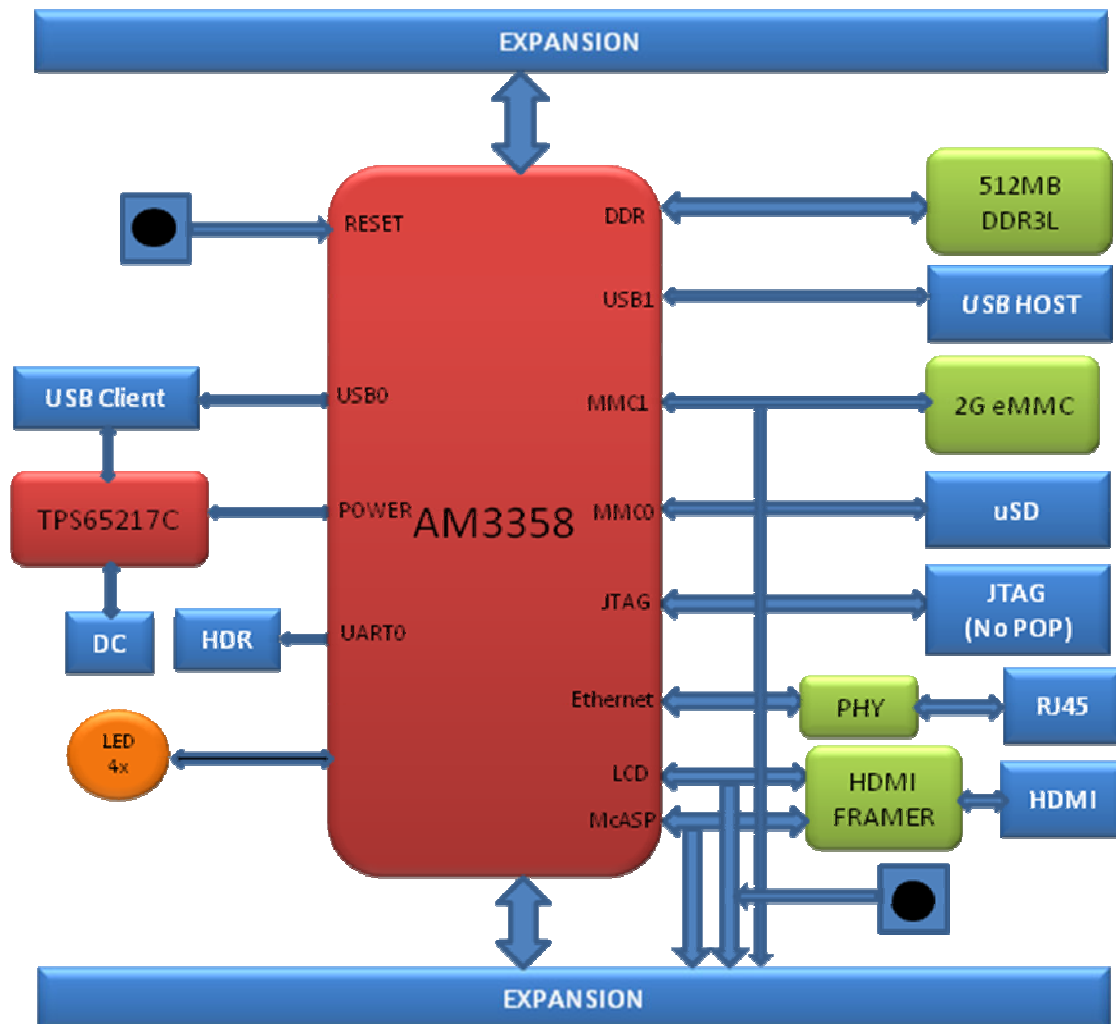 EXPANSION
RESET
DDR
512MB
DDR3L
USB1
USB HOST
USB Client
USB0
MMC1
2G eMMC
TPS65217C
POWER
AM3358
MMC0
uSD
JTAG
JTAG
(No POP)
DC
HDR
UART0
Ethernet
PHY
RJ45
LED
4x
LCD
McASP
HDMI
FRAMER
HDMI
EXPANSION